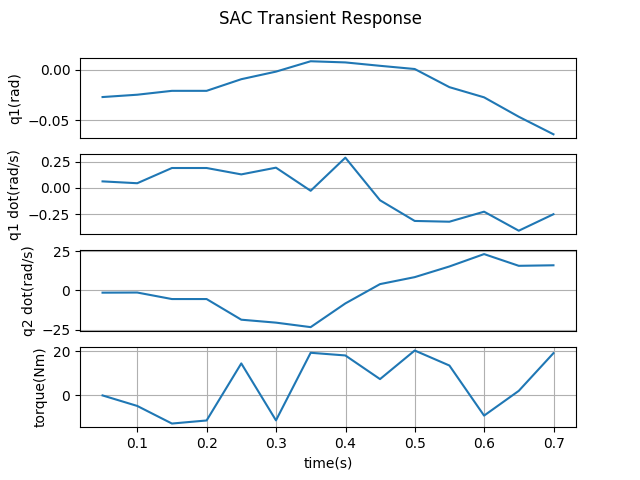 SAC Transient Response
q1(rad)
0.00
−0.05
q1 dot(rad/s)
0.25
0.00
−0.25
q2 dot(rad/s)
25
0
−25
torque(Nm)
20
0
0.1 0.2 0.3 0.4 0.5 0.6 0.7
time(s)